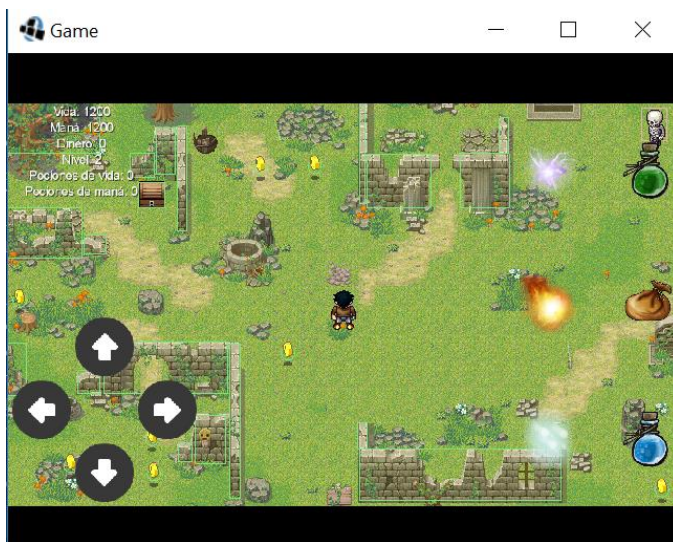 Game
Vida: 1200
Maná: 1200
Dinero: 0
Nivel: 2
Pociones de vida: 0
Pociones de maná: 0